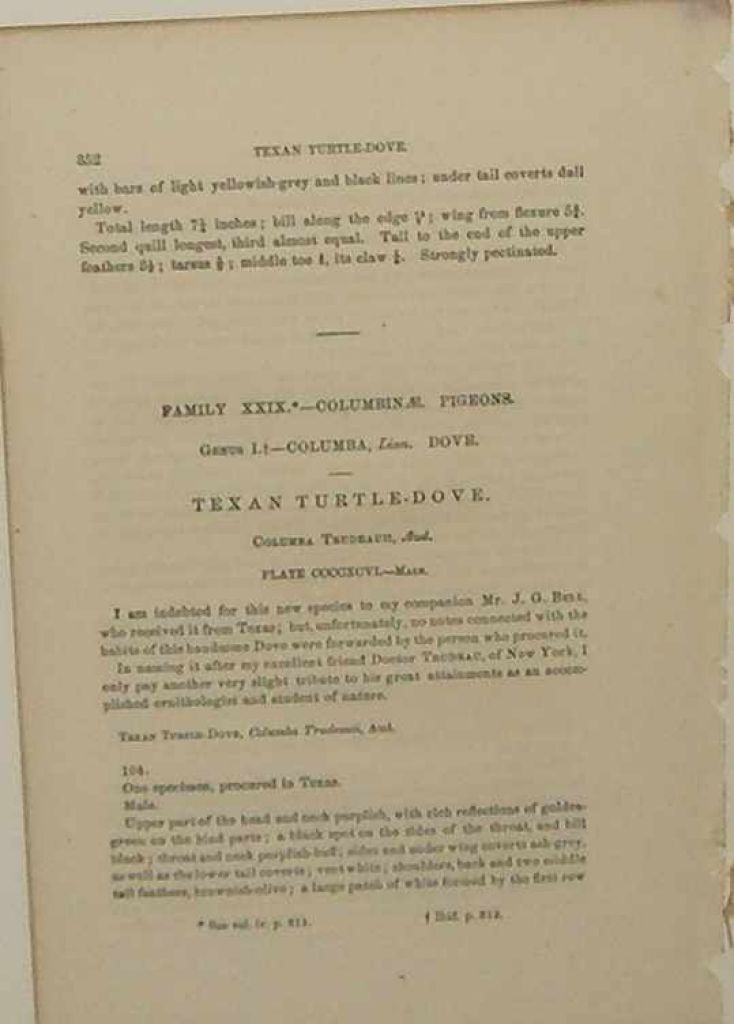 352
TEXAN TURTLE-DOVE.
with bars of light yellowish-grey and black lines; under tail coverts dull
yellow.
Total length 7¼ inches; bill along the edge wing from flexure
Second quill longest, third almost equal. Tail to the end of the upper
feathers tarsus middle toe its claw Strongly pectinated.
FAMILY XXIX.*—COLUMBINÆ. PIGEONS.
GENUS I.†—COLUMBA, Linn. DOVE.
TEXAN TURTLE-DOVE.
COLUMBA TRUDEAUII, Aud.
PLATE CCCCXCVI.—MALE.
I am indebted for this new species to my companion Mr. J. G. BELL,
who received it from Texas; but, unfortunately, no notes connected with the
habits of this handsome Dove were forwarded by the person who procured it.
In naming it after my excellent friend Doctor TRUDEAU, of New York, I
only pay another very slight tribute to his great attainments as an accom-
plished ornithologist and student of nature.
TEXAN TURTLE-DOVE, Columba Trudeauii, Aud.
One specimen, procured in Texas.
Male.
Upper part of the head and neck purplish, with rich reflections of golden-
green on the hind parts; a black spot on the sides of the throat, and bill
black; throat and neck purplish-buff; sides and under wing coverts ash-grey,
as well as the lower tail coverts; vent white; shoulders, back and two middle
tail feathers, brownish-olive; a large patch of white formed by the first row
* See vol. iv. p.
† Ibid. p. 312.